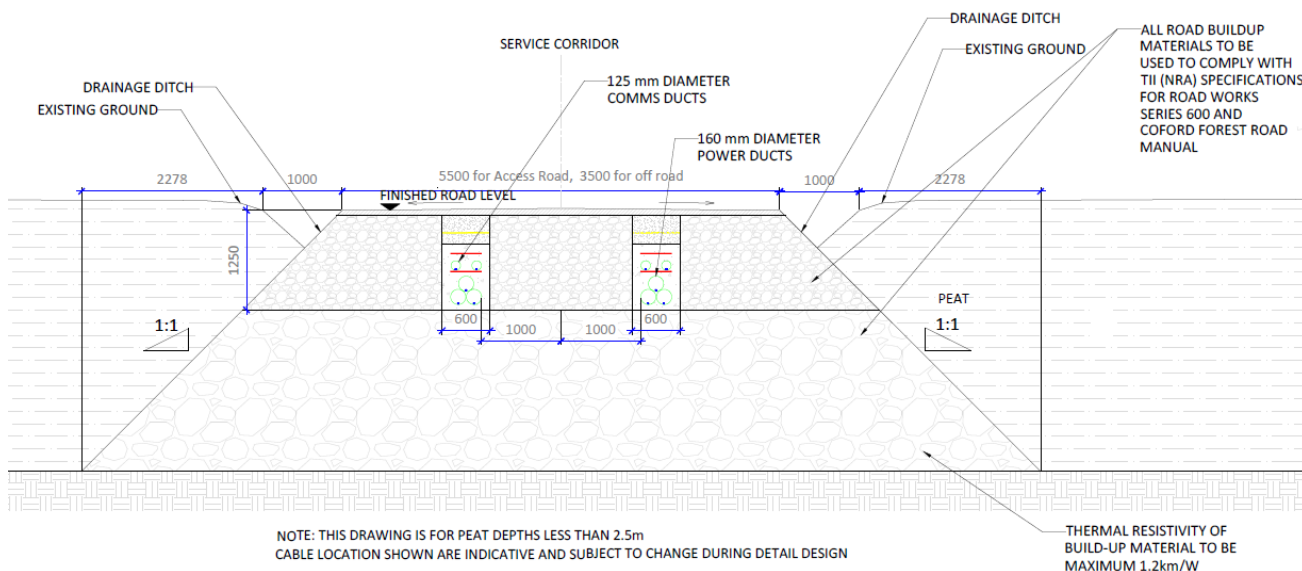 DRAINAGE DITCH
SERVICE CORRIDOR
EXISTING GROUND
ALL ROAD BUILDUP
MATERIALS TO BE
USED TO COMPLY WITH
TII (NRA) SPECIFICATIONS
FOR ROAD WORKS
SERIES 600 AND
COFORD FOREST ROAD
MANUAL
DRAINAGE DITCH
EXISTING GROUND
125 mm DIAMETER
COMMS DUCTS
160 mm DIAMETER
POWER DUCTS
2278
1000
5500 for Access Road, 3500 for off road
1000
2278
FINISHED ROAD LEVEL
1250
PEAT
1:1
600
1000
1000
600
1:1
NOTE: THIS DRAWING IS FOR PEAT DEPTHS LESS THAN 2.5m
CABLE LOCATION SHOWN ARE INDICATIVE AND SUBJECT TO CHANGE DURING DETAIL DESIGN
THERMAL RESISTIVITY OF
BUILD-UP MATERIAL TO BE
MAXIMUM 1.2km/W